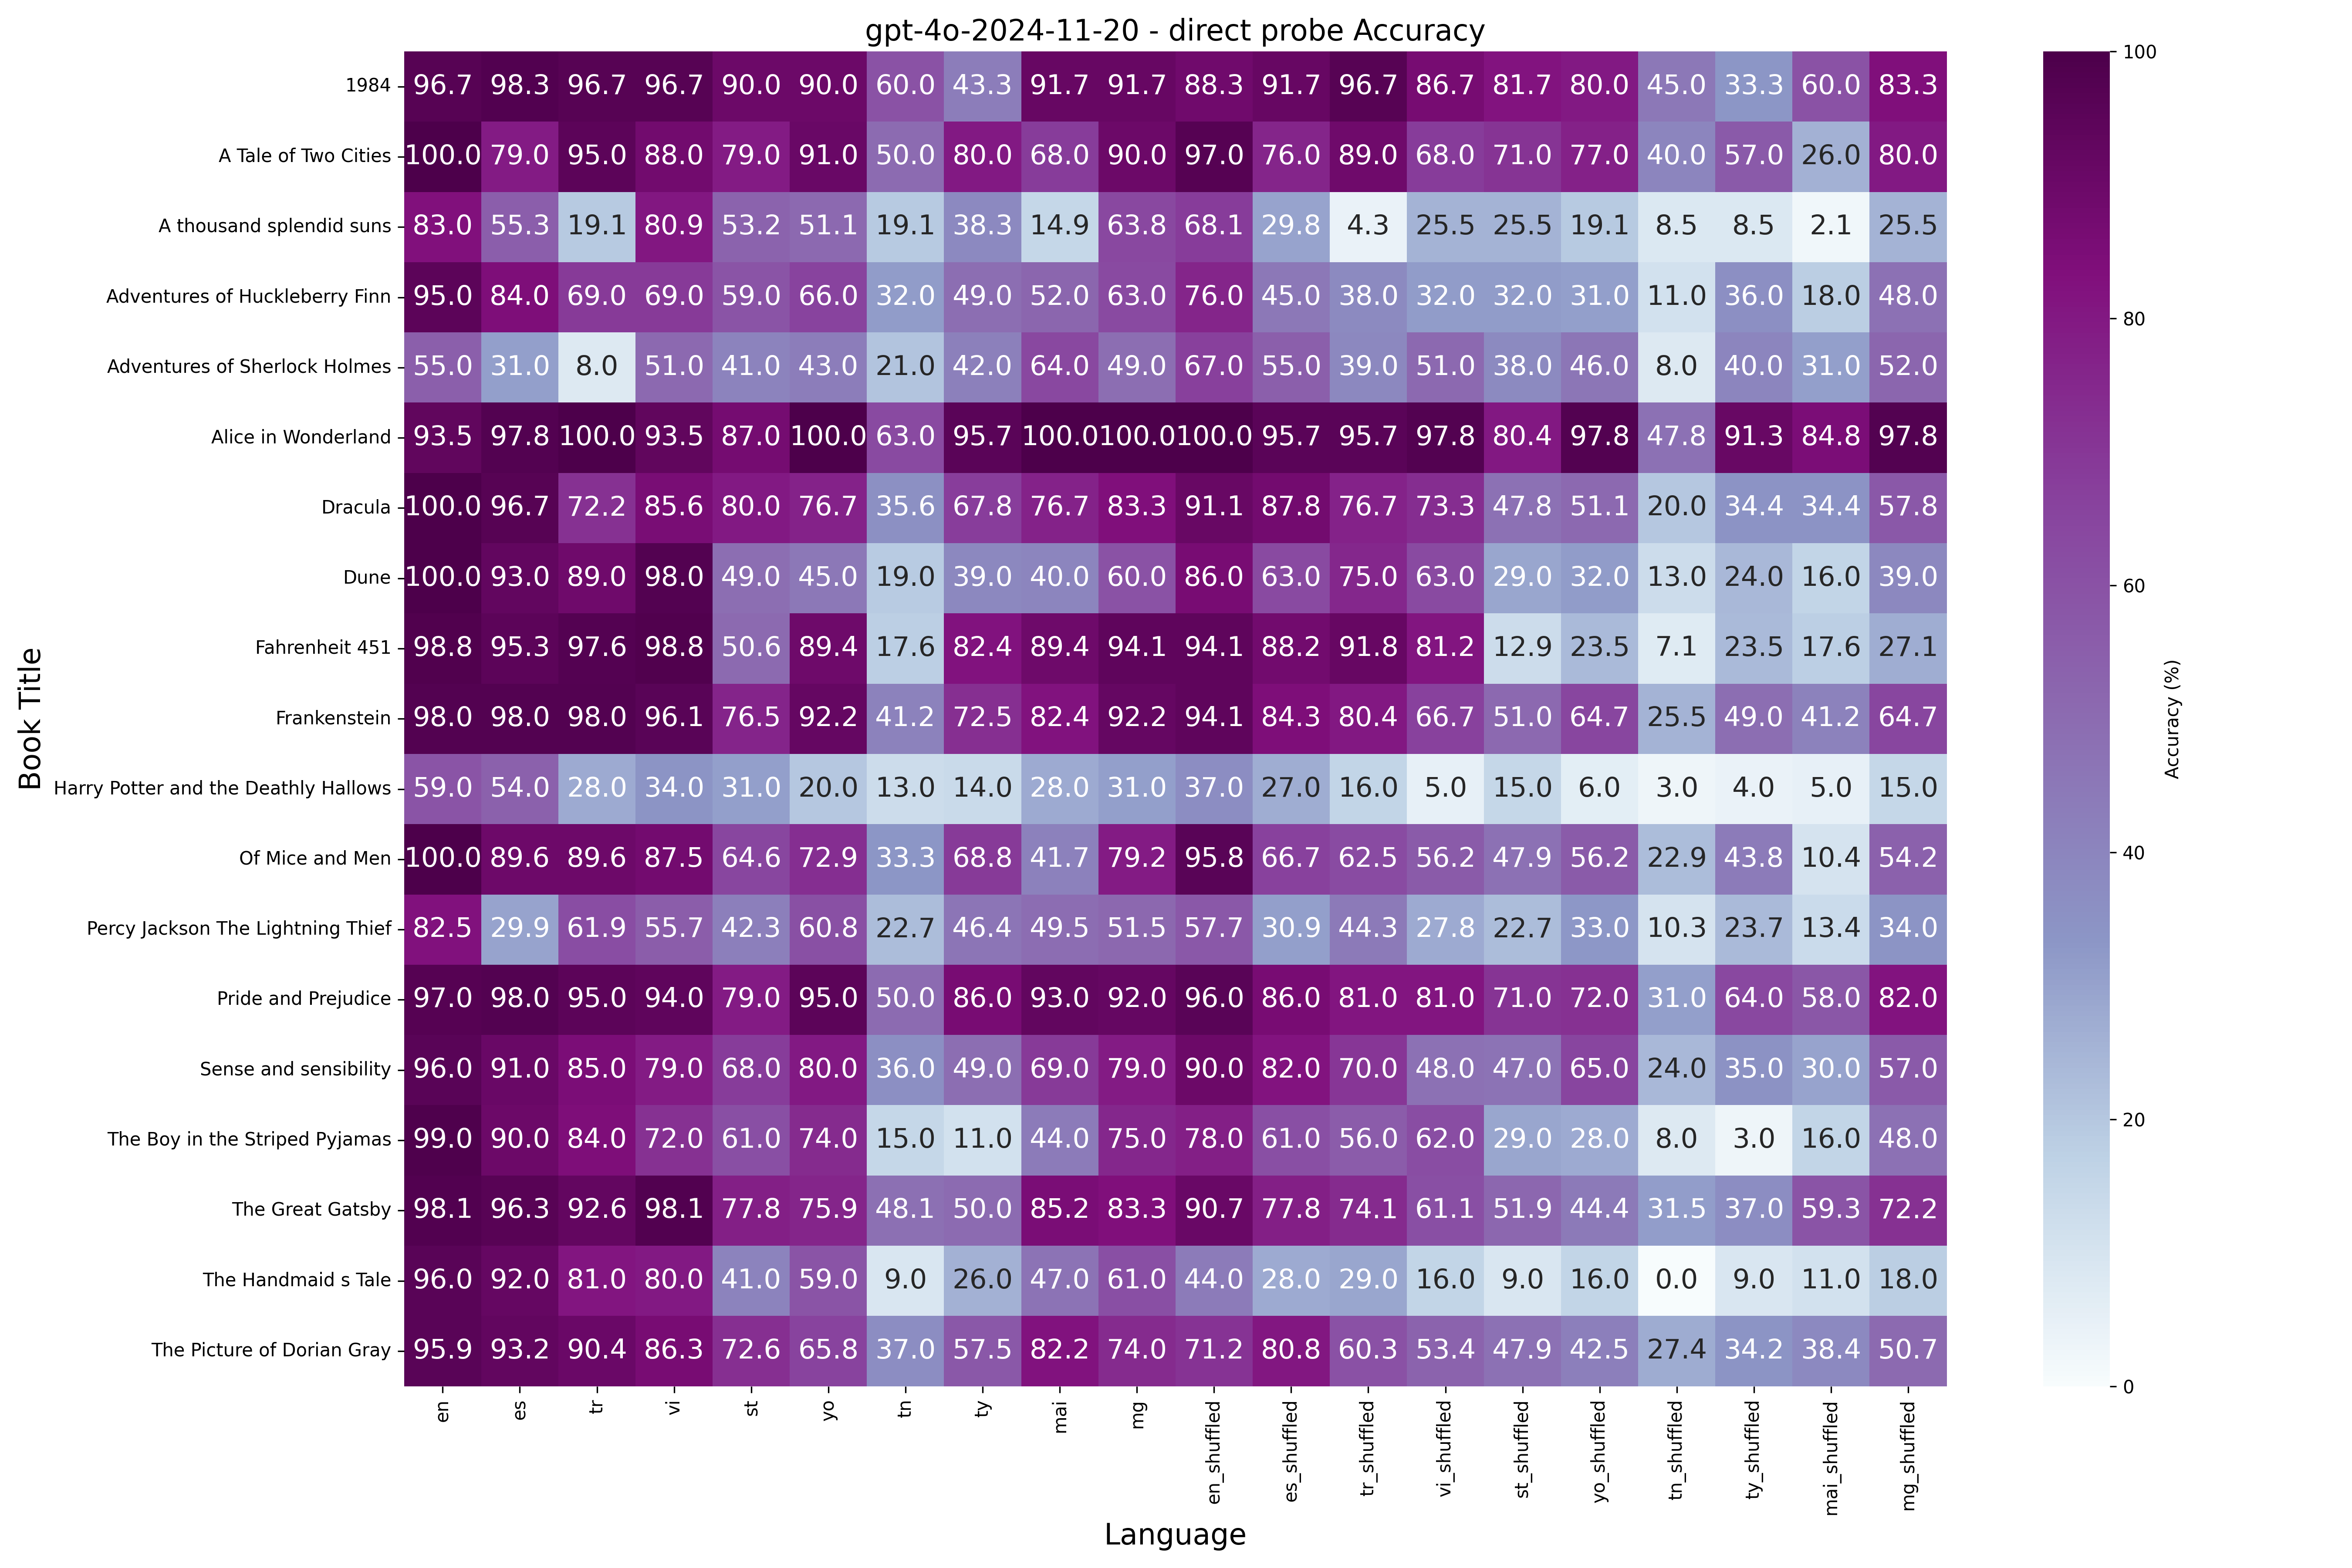 gpt-4o-2024-11-20 - direct probe Accuracy
Book Title
1984 96.7 98.3 96.7 96.7 90.0 90.0 60.0 43.3 91.7 91.7 88.3 91.7 96.7 86.7 81.7 80.0 45.0 33.3 60.0 83.3
A Tale of Two Cities 100.0 79.0 95.0 88.0 79.0 91.0 50.0 80.0 68.0 90.0 97.0 76.0 89.0 68.0 71.0 77.0 40.0 57.0 26.0 80.0
A thousand splendid suns 83.0 55.3 19.1 80.9 53.2 51.1 19.1 38.3 14.9 63.8 68.1 29.8 4.3 25.5 25.5 19.1 8.5 8.5 2.1 25.5
Adventures of Huckleberry Finn 95.0 84.0 69.0 69.0 59.0 66.0 32.0 49.0 52.0 63.0 76.0 45.0 38.0 32.0 32.0 31.0 11.0 36.0 18.0 48.0
Adventures of Sherlock Holmes 55.0 31.0 8.0 51.0 41.0 43.0 21.0 42.0 64.0 49.0 67.0 55.0 39.0 51.0 38.0 46.0 8.0 40.0 31.0 52.0
Alice in Wonderland 93.5 97.8 100.0 93.5 87.0 100.0 63.0 95.7 100.0 100.0 100.0 95.7 95.7 97.8 80.4 97.8 47.8 91.3 84.8 97.8
Dracula 100.0 96.7 72.2 85.6 80.0 76.7 35.6 67.8 76.7 83.3 91.1 87.8 76.7 73.3 47.8 51.1 20.0 34.4 34.4 57.8
Dune 100.0 93.0 89.0 98.0 49.0 45.0 19.0 39.0 40.0 60.0 86.0 63.0 75.0 63.0 29.0 32.0 13.0 24.0 16.0 39.0
Fahrenheit 451 98.8 95.3 97.6 98.8 50.6 89.4 17.6 82.4 89.4 94.1 94.1 88.2 91.8 81.2 12.9 23.5 7.1 23.5 17.6 27.1
Frankenstein 98.0 98.0 98.0 96.1 76.5 92.2 41.2 72.5 82.4 92.2 94.1 84.3 80.4 66.7 51.0 64.7 25.5 49.0 41.2 64.7
Harry Potter and the Deathly Hallows 59.0 54.0 28.0 34.0 31.0 20.0 13.0 14.0 28.0 31.0 37.0 27.0 16.0 5.0 15.0 6.0 3.0 4.0 5.0 15.0
Of Mice and Men 100.0 89.6 89.6 87.5 64.6 72.9 33.3 68.8 41.7 79.2 95.8 66.7 62.5 56.2 47.9 56.2 22.9 43.8 10.4 54.2
Percy Jackson The Lightning Thief 82.5 29.9 61.9 55.7 42.3 60.8 22.7 46.4 49.5 51.5 57.7 30.9 44.3 27.8 22.7 33.0 10.3 23.7 13.4 34.0
Pride and Prejudice 97.0 98.0 95.0 94.0 79.0 95.0 50.0 86.0 93.0 92.0 96.0 86.0 81.0 81.0 71.0 72.0 31.0 64.0 58.0 82.0
Sense and sensibility 96.0 91.0 85.0 79.0 68.0 80.0 36.0 49.0 69.0 79.0 90.0 82.0 70.0 48.0 47.0 65.0 24.0 35.0 30.0 57.0
The Boy in the Striped Pyjamas 99.0 90.0 84.0 72.0 61.0 74.0 15.0 11.0 44.0 75.0 78.0 61.0 56.0 62.0 29.0 28.0 8.0 3.0 16.0 48.0
The Great Gatsby 98.1 96.3 92.6 98.1 77.8 75.9 48.1 50.0 85.2 83.3 90.7 77.8 74.1 61.1 51.9 44.4 31.5 37.0 59.3 72.2
The Handmaid s Tale 96.0 92.0 81.0 80.0 41.0 59.0 9.0 26.0 47.0 61.0 44.0 28.0 29.0 16.0 9.0 16.0 0.0 9.0 11.0 18.0
The Picture of Dorian Gray 95.9 93.2 90.4 86.3 72.6 65.8 37.0 57.5 82.2 74.0 71.2 80.8 60.3 53.4 47.9 42.5 27.4 34.2 38.4 50.7
en es tr vi st yo tn ty mai mg en_shuffled es_shuffled tr_shuffled vi_shuffled st_shuffled yo_shuffled tn_shuffled ty_shuffled mai_shuffled mg_shuffled
Language
100
80
60
40
20
0
Accuracy (%)